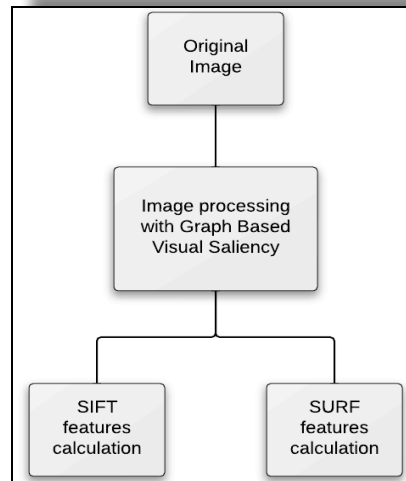 Original
Image
Image processing
with Graph Based
Visual Saliency
SIFT
features
calculation
SURF
features
calculation